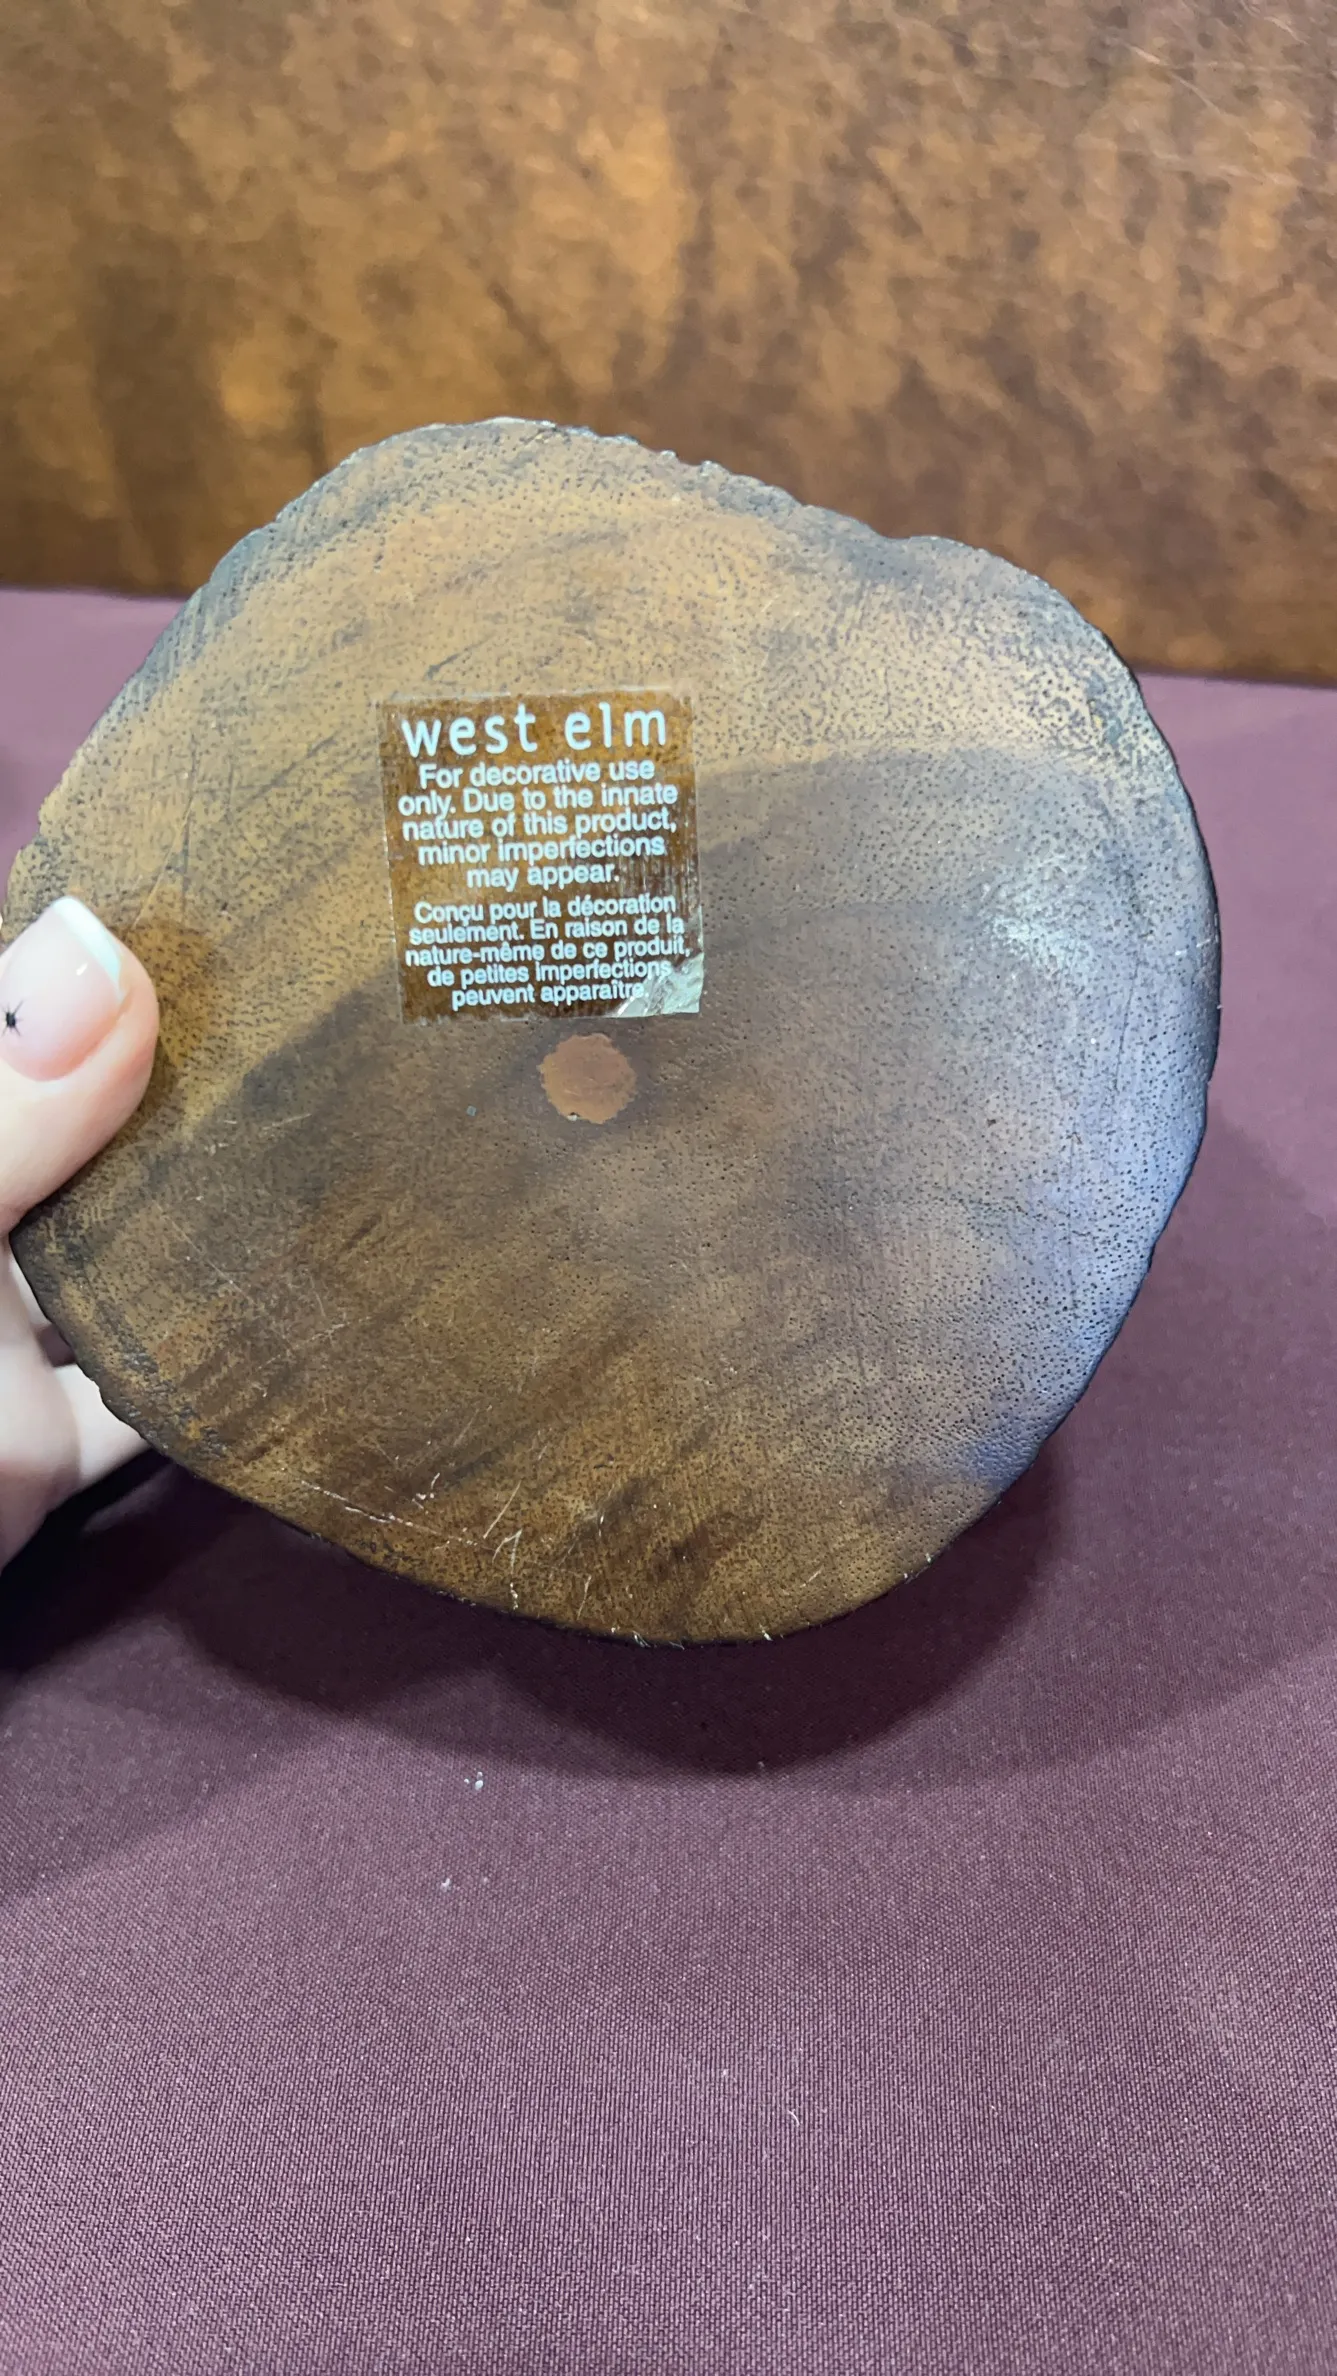 west elm
For decorative use
only. Due to the innate
nature of this product,
minor imperfections
may appear.
Conçu pour la décoration
seulement. En raison de la
nature-même de ce produit,
de petites imperfections
peuvent apparaître.